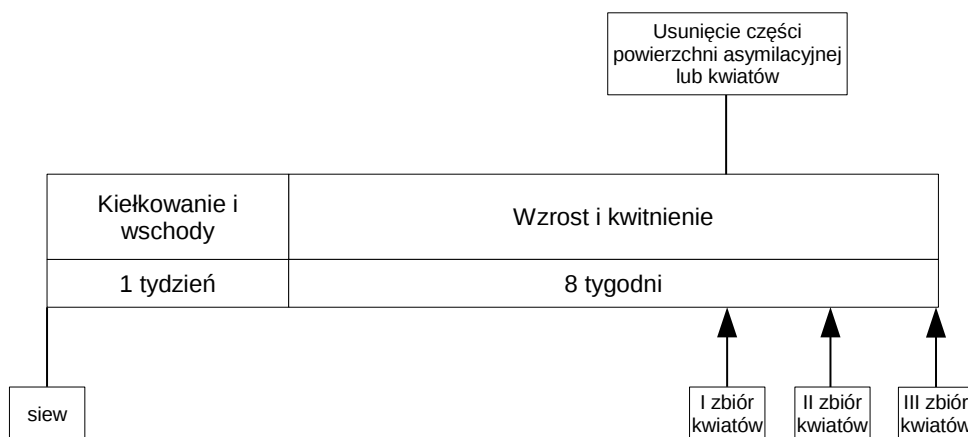 Usunięcie części
powierzchni asymilacyjnej
lub kwiatów
Kiełkowanie i
wschody
Wzrost i kwitnienie
1 tydzień
8 tygodni
siew
I zbiór
kwiatów
II zbiór
kwiatów
III zbiór
kwiatów